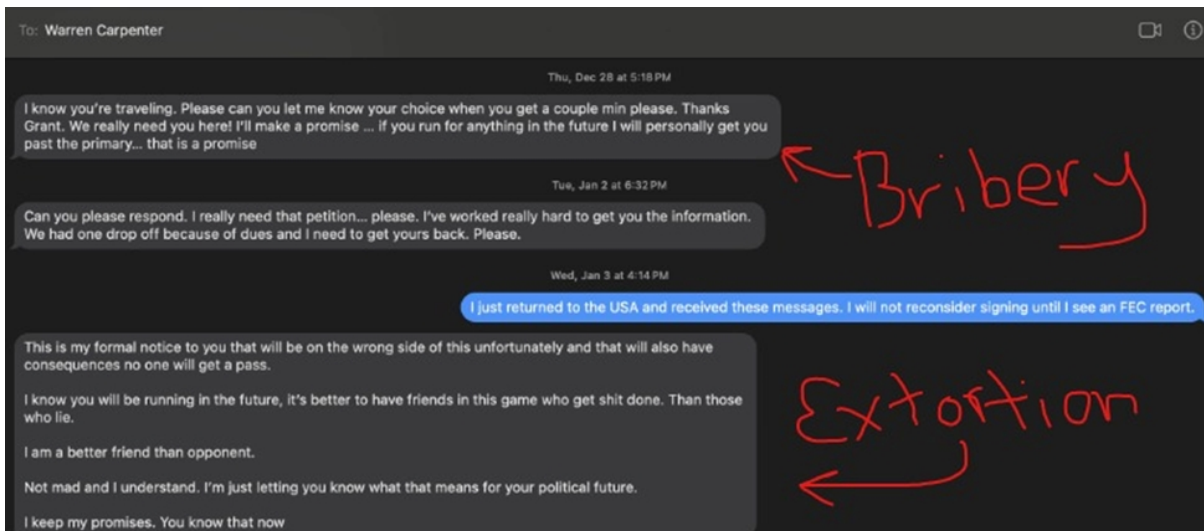 To: Warren Carpenter
Thu, Dec 28 at 5:18 PM
I know you're traveling. Please can you let me know your choice when you get a couple min please. Thanks
Grant. We really need you here! I'll make a promise ... if you run for anything in the future I will personally get you
past the primary... that is a promise
Bribery
Tue, Jan 2 at 6:32 PM
Can you please respond. I really need that petition... please. I've worked really hard to get you the information.
We had one drop off because of dues and I need to get yours back. Please.
Wed, Jan 3 at 4:14 PM
I just returned to the USA and received these messages. I will not reconsider signing until I see an FEC report.
This is my formal notice to you that will be on the wrong side of this unfortunately and that will also have
consequences no one will get a pass.
I know you will be running in the future, it's better to have friends in this game who get shit done. Than those
who lie.
Extortion
I am a better friend than opponent.
Not mad and I understand. I'm just letting you know what that means for your political future.
I keep my promises. You know that now